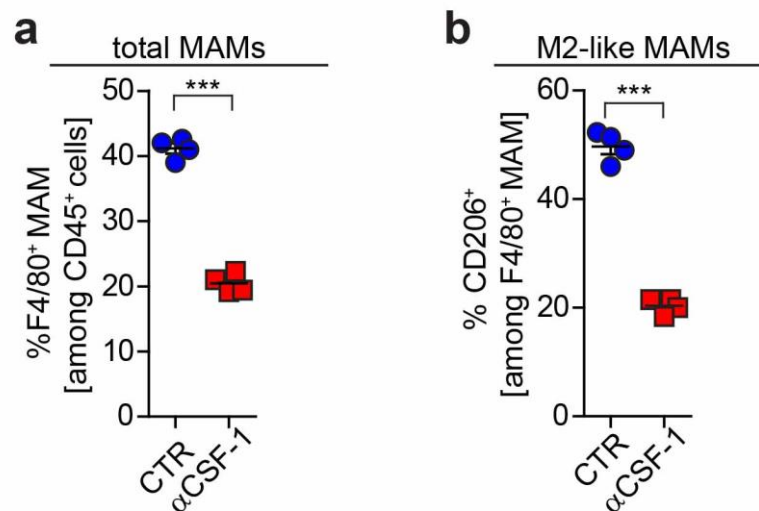 a
total MAMs
%F4/80⁺ MAM
[among CD45⁺ cells]
50
40
30
20
10
0
***
CTR
αCSF-1
b
M2-like MAMs
% CD206⁺
[among F4/80⁺ MAM]
60
40
20
0
***
CTR
αCSF-1